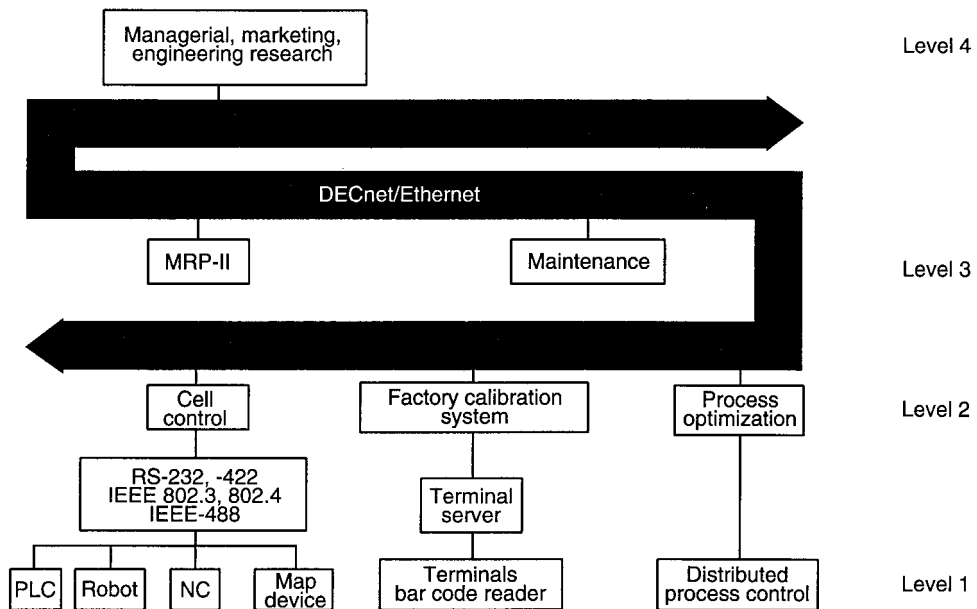 Managerial, marketing,
engineering research
Level 4
DECnet/Ethernet
MRP-II
Maintenance
Level 3
Cell
control
Factory calibration
system
Process
optimization
Level 2
RS-232, -422
IEEE 802.3, 802.4
IEEE-488
Terminal
server
PLC
Robot
NC
Map
device
Terminals
bar code reader
Distributed
process control
Level 1